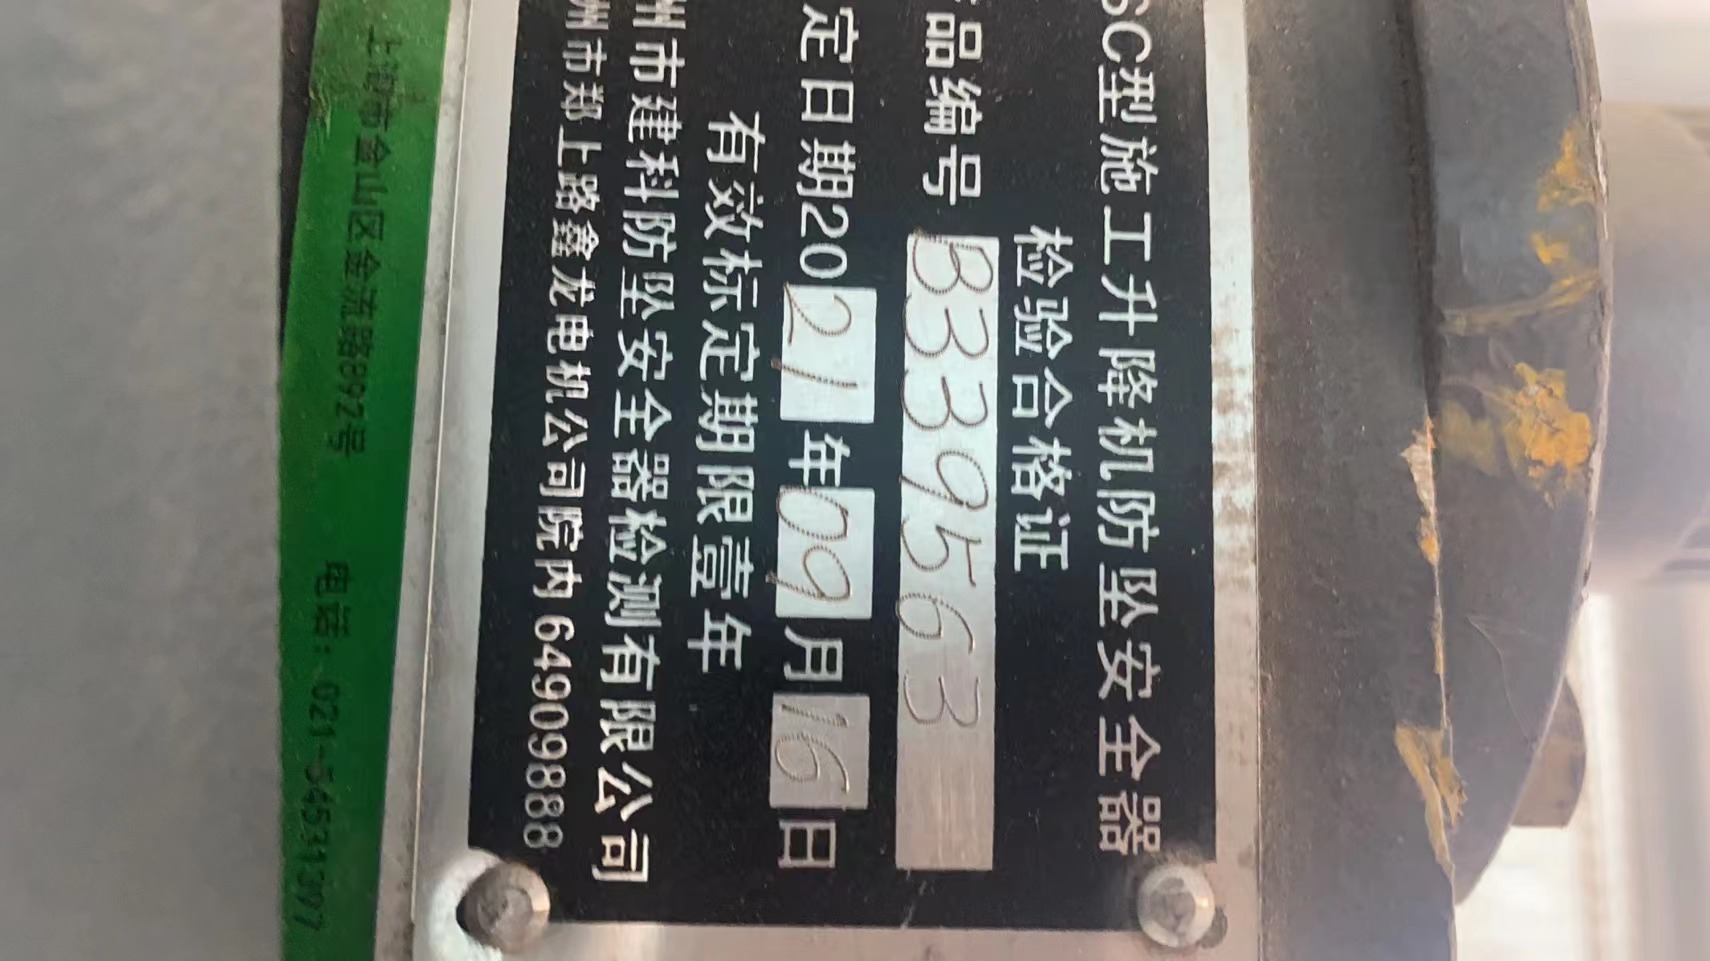 SC型施工升降机防坠安全器
检验合格证
品编号 B339563
定日期2021年09月16日
有效标定期限壹年
州市建科防坠安全器检测有限公司
州市郑上路鑫龙电机公司院内 64909888
上海市金山区金流路892号 电话：021-54531307